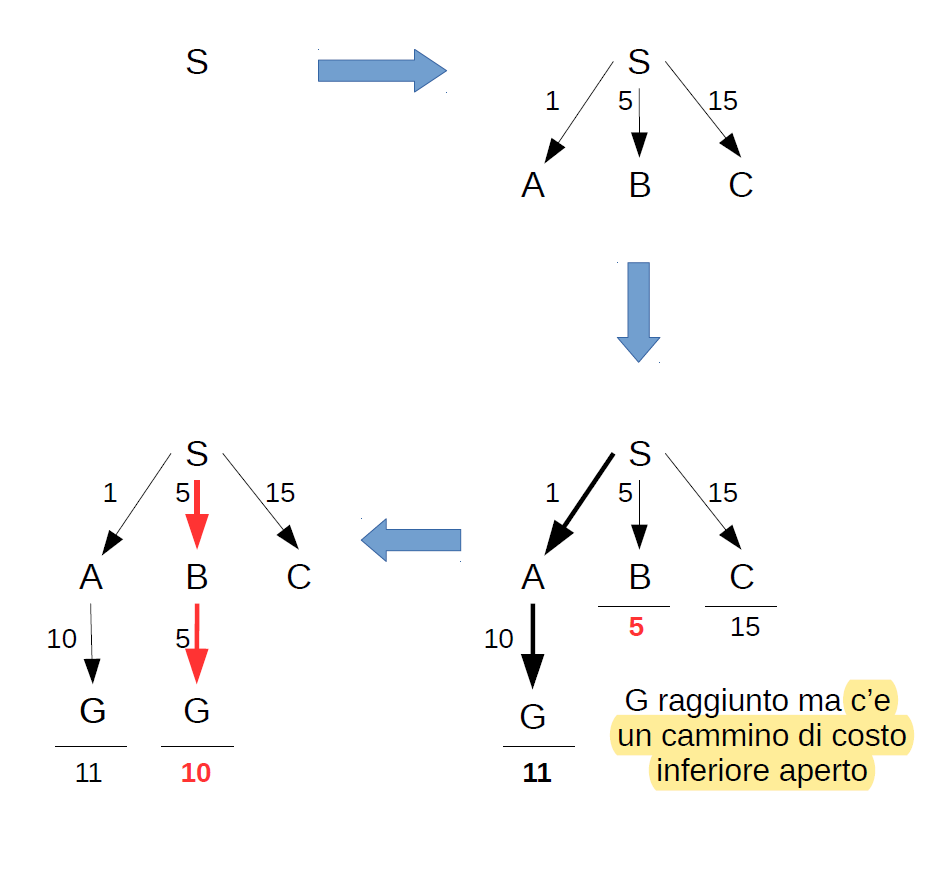 S
S
1 5 15
A B C
S
1 5 15
A B C
10
G G
5
11 10
S
1 5 15
A B C
5 15
10
G
11
G raggiunto ma c’e
un cammino di costo
inferiore aperto